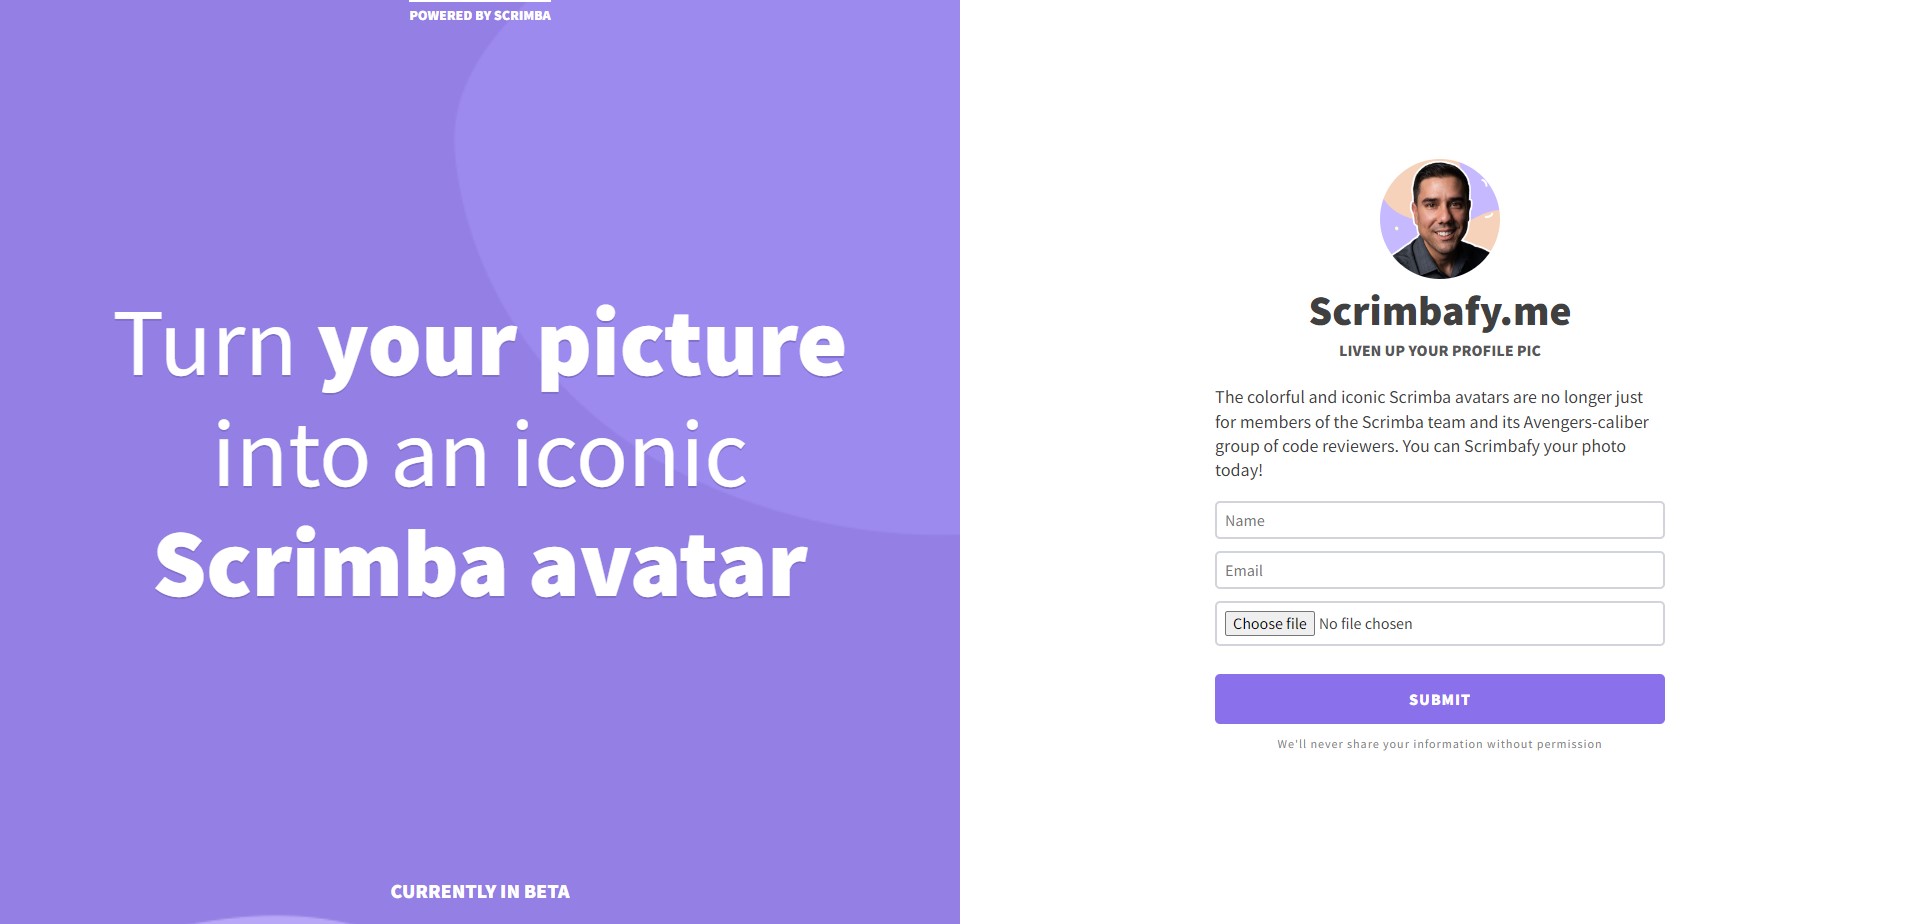 POWERED BY SCRIMBA
Turn your picture
into an iconic
Scrimba avatar
CURRENTLY IN BETA
Scrimbafy.me
LIVEN UP YOUR PROFILE PIC
The colorful and iconic Scrimba avatars are no longer just
for members of the Scrimba team and its Avengers-caliber
group of code reviewers. You can Scrimbafy your photo
today!
Name
Email
Choose file No file chosen
SUBMIT
We'll never share your information without permission